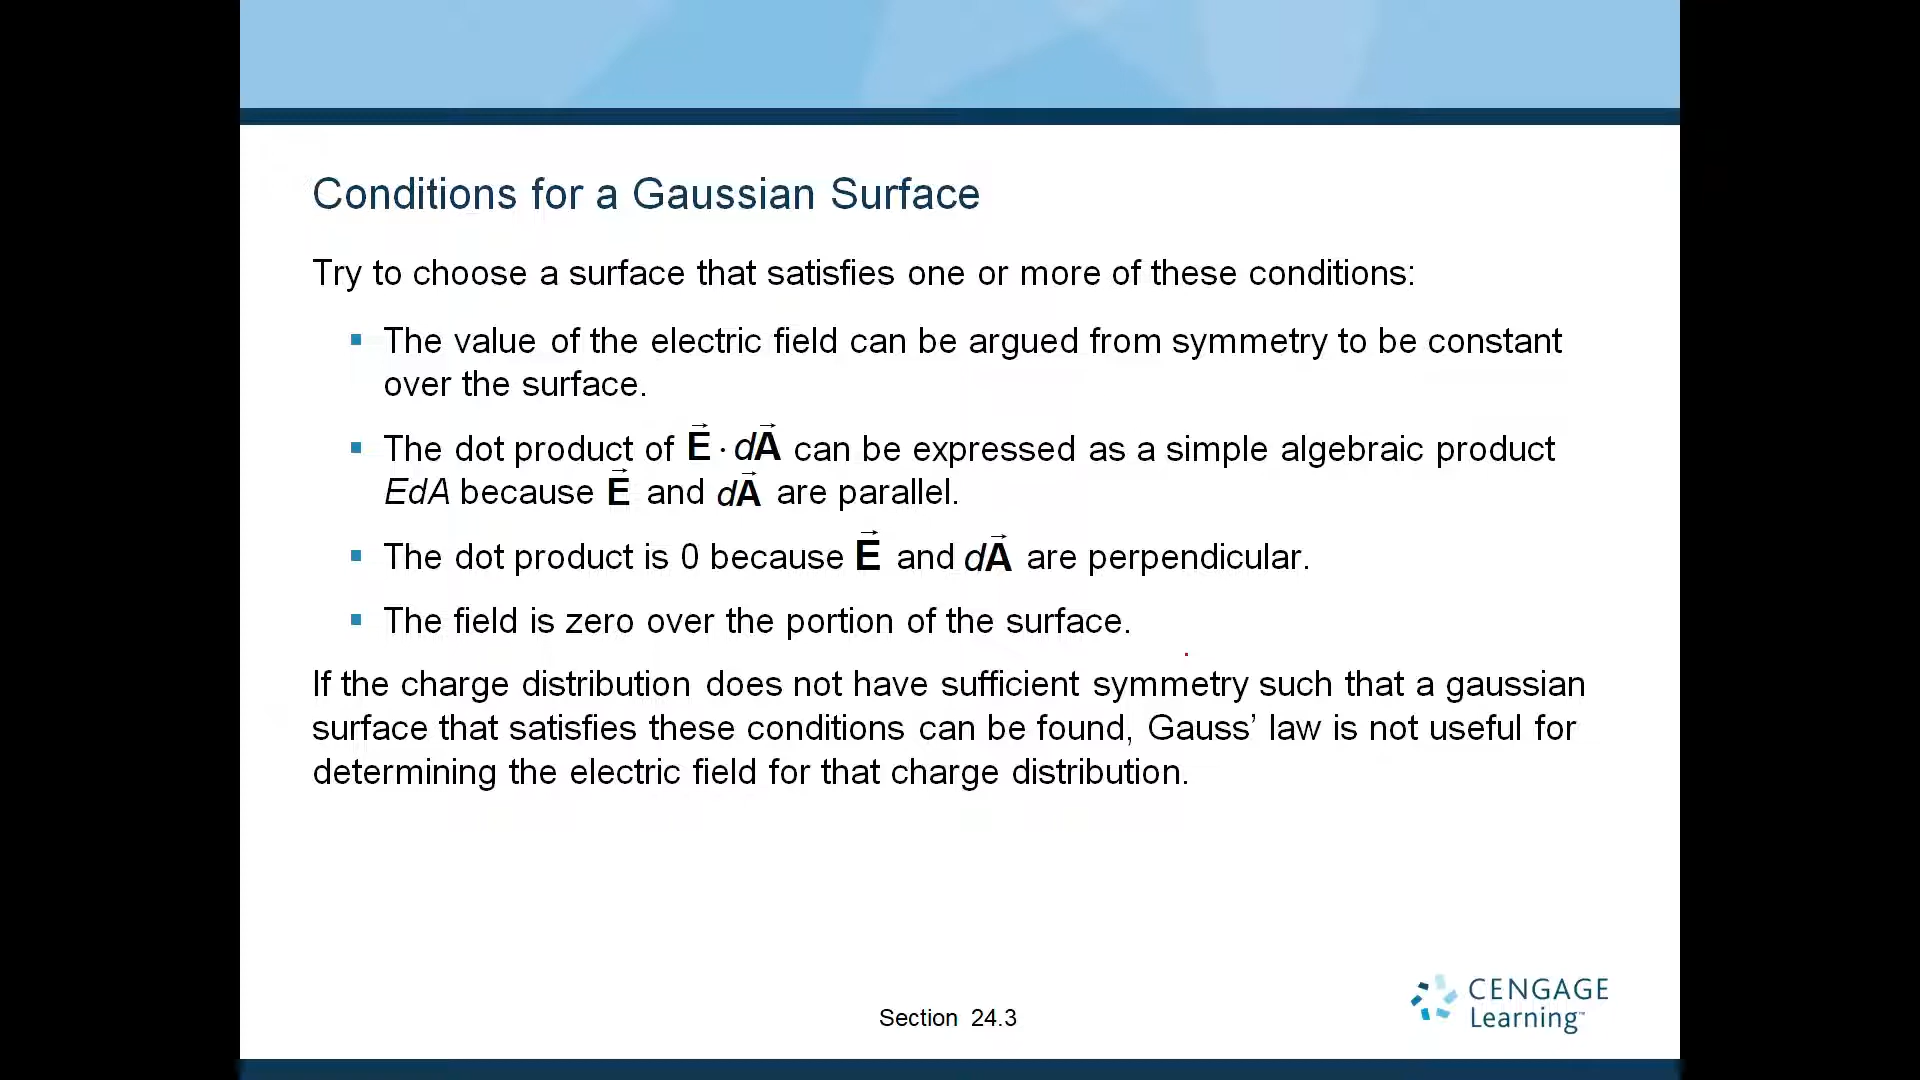 Conditions for a Gaussian Surface
Try to choose a surface that satisfies one or more of these conditions:
▪ The value of the electric field can be argued from symmetry to be constant
over the surface.
▪ The dot product of E⃗ · dA⃗ can be expressed as a simple algebraic product
EdA because E⃗ and dA⃗ are parallel.
▪ The dot product is 0 because E⃗ and dA⃗ are perpendicular.
▪ The field is zero over the portion of the surface.
If the charge distribution does not have sufficient symmetry such that a gaussian
surface that satisfies these conditions can be found, Gauss’ law is not useful for
determining the electric field for that charge distribution.
Section 24.3
CENGAGE
Learning™